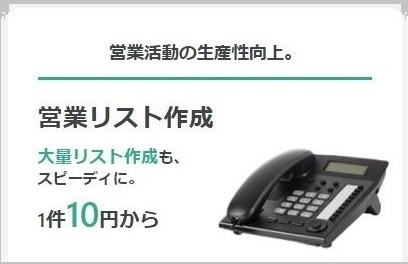 営業活動の生産性向上。
営業リスト作成
大量リスト作成も、
スピーディに。
1件10円から